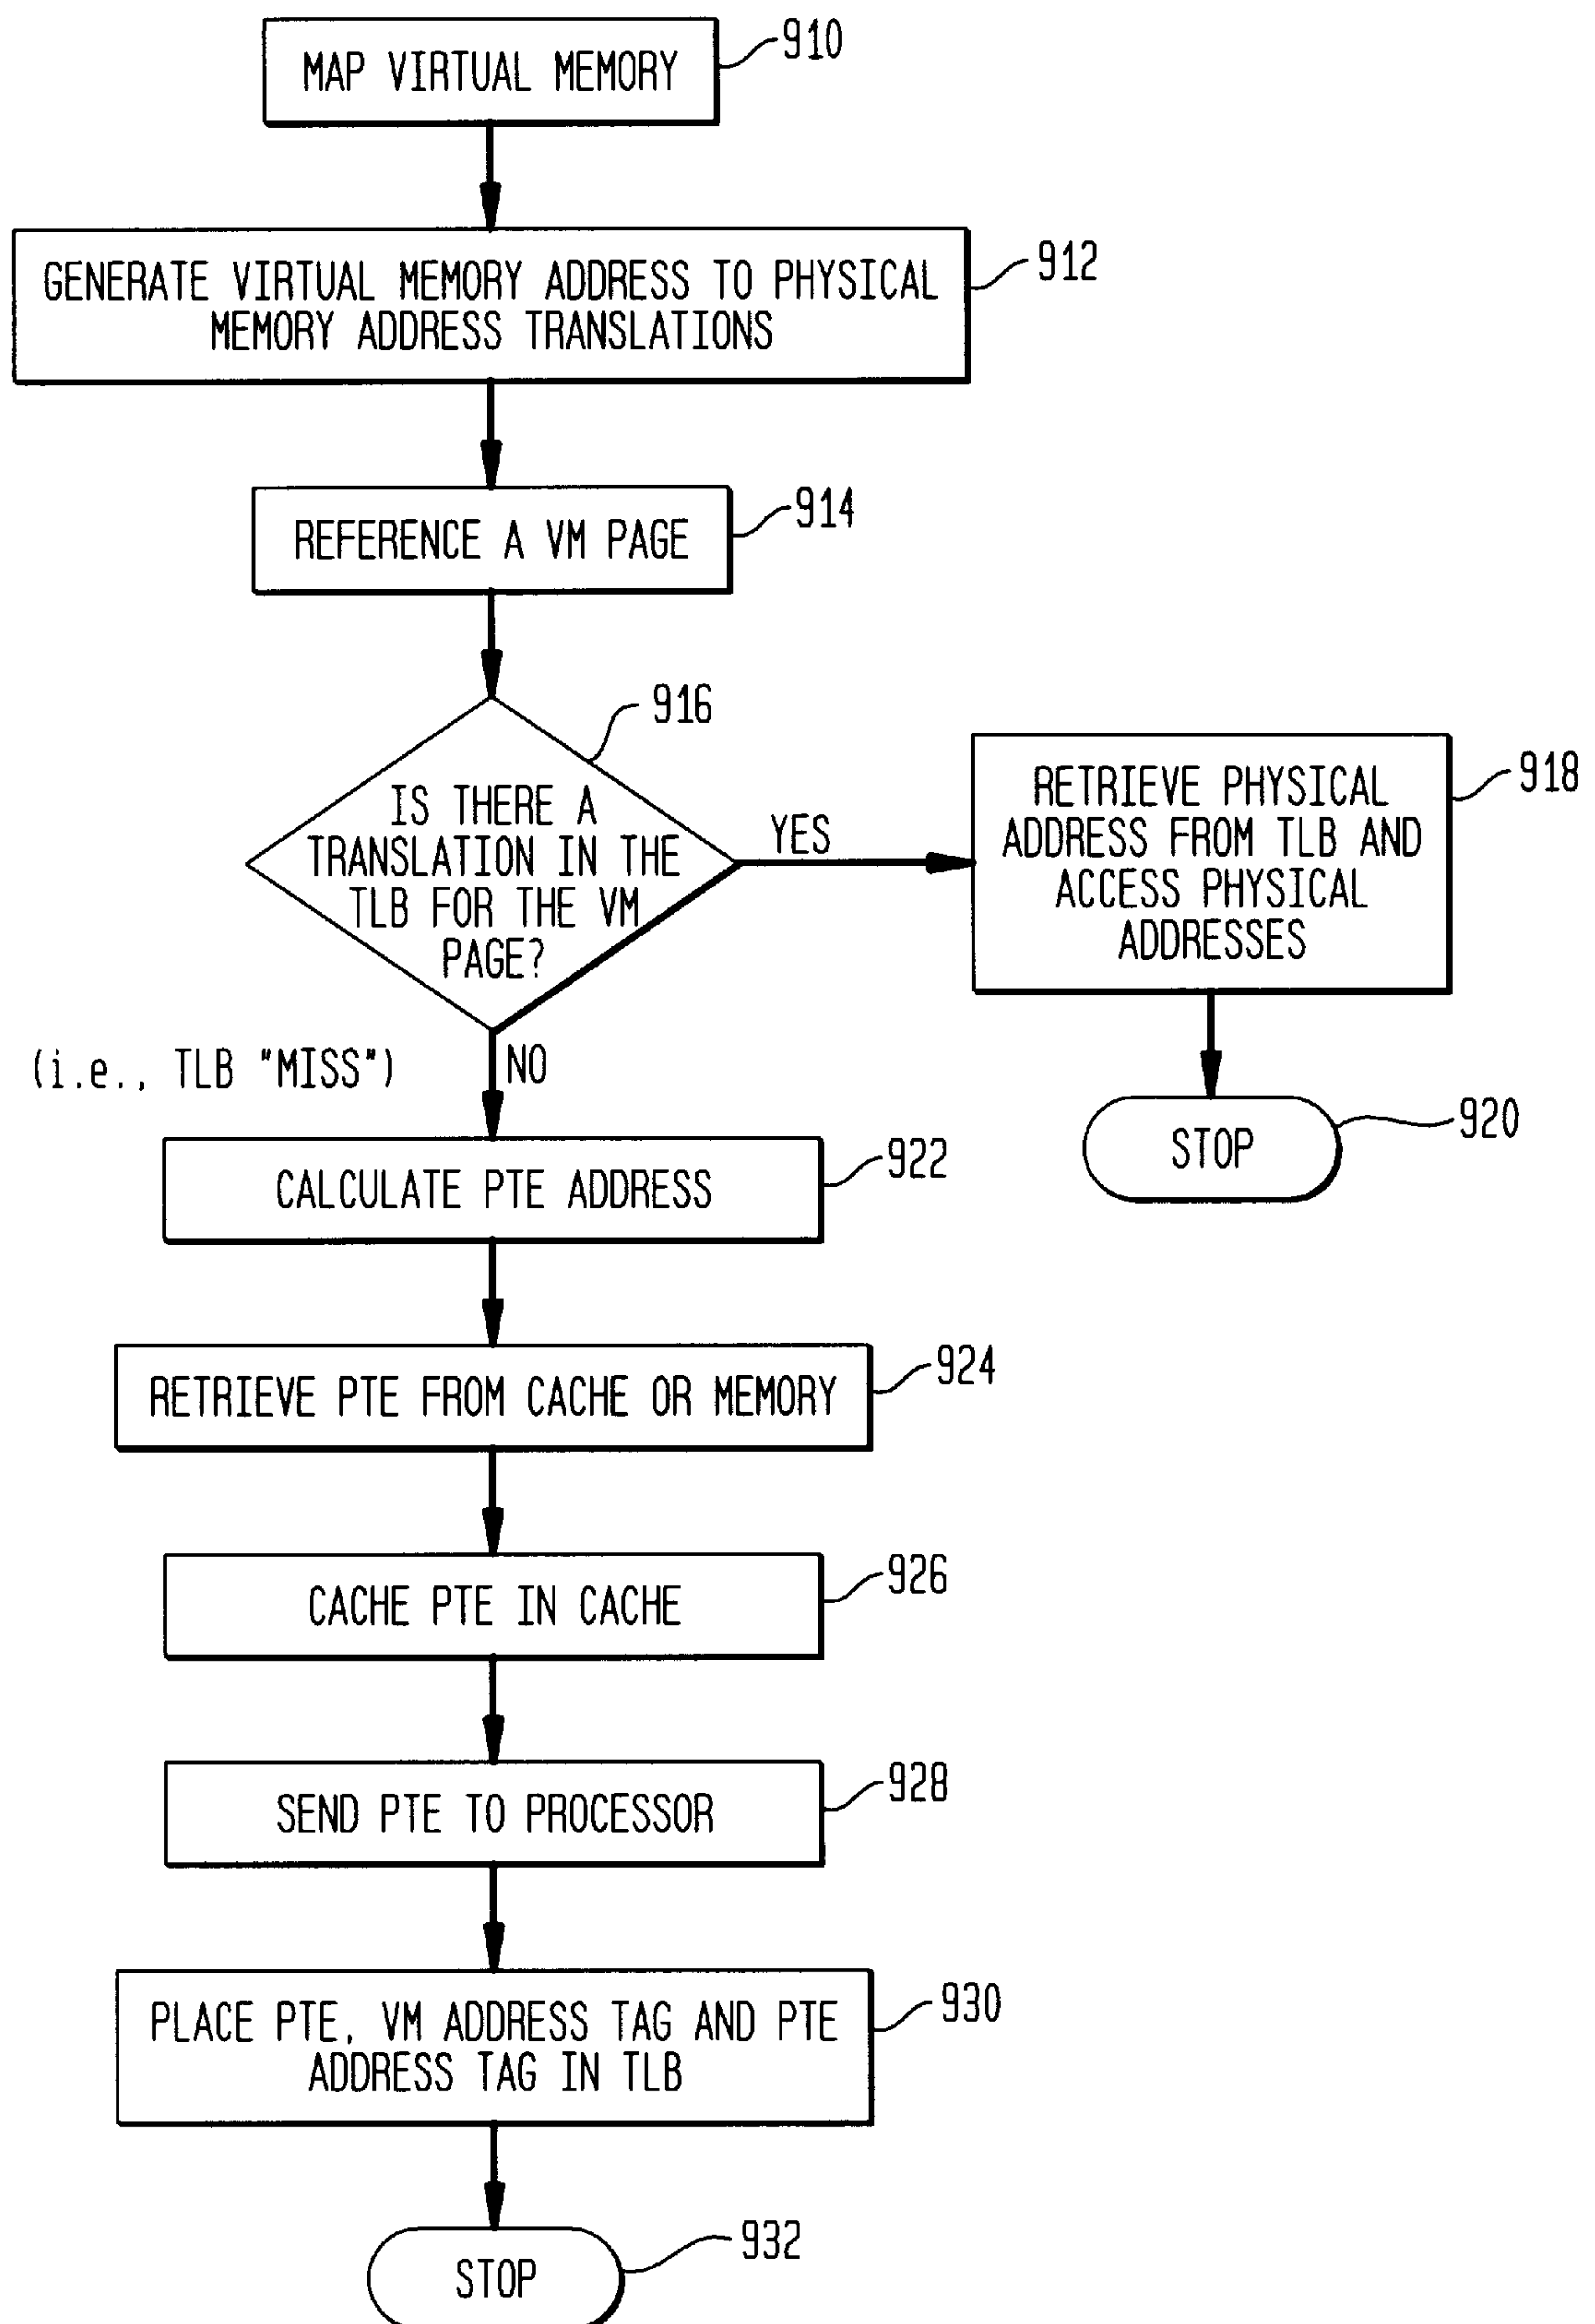 MAP VIRTUAL MEMORY
910
GENERATE VIRTUAL MEMORY ADDRESS TO PHYSICAL
MEMORY ADDRESS TRANSLATIONS
912
REFERENCE A VM PAGE
914
916
IS THERE A
TRANSLATION IN THE
TLB FOR THE VM
PAGE?
YES
RETRIEVE PHYSICAL
ADDRESS FROM TLB AND
ACCESS PHYSICAL
ADDRESSES
918
STOP
920
(i.e., TLB "MISS")
NO
CALCULATE PTE ADDRESS
922
RETRIEVE PTE FROM CACHE OR MEMORY
924
CACHE PTE IN CACHE
926
SEND PTE TO PROCESSOR
928
PLACE PTE, VM ADDRESS TAG AND PTE
ADDRESS TAG IN TLB
930
STOP
932